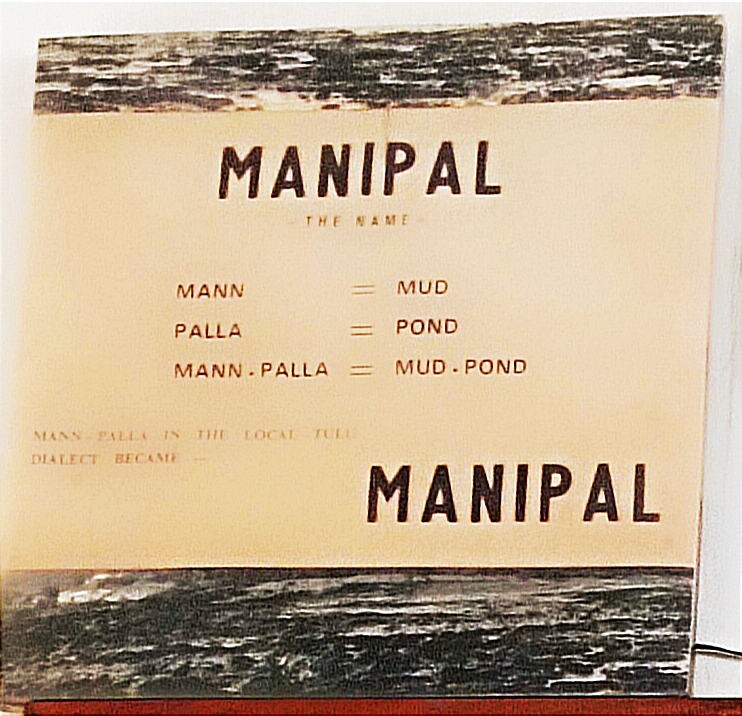 MANIPAL
- THE NAME -
MANN = MUD
PALLA = POND
MANN-PALLA = MUD-POND
MANN-PALLA IN THE LOCAL TULU
DIALECT BECAME —
MANIPAL